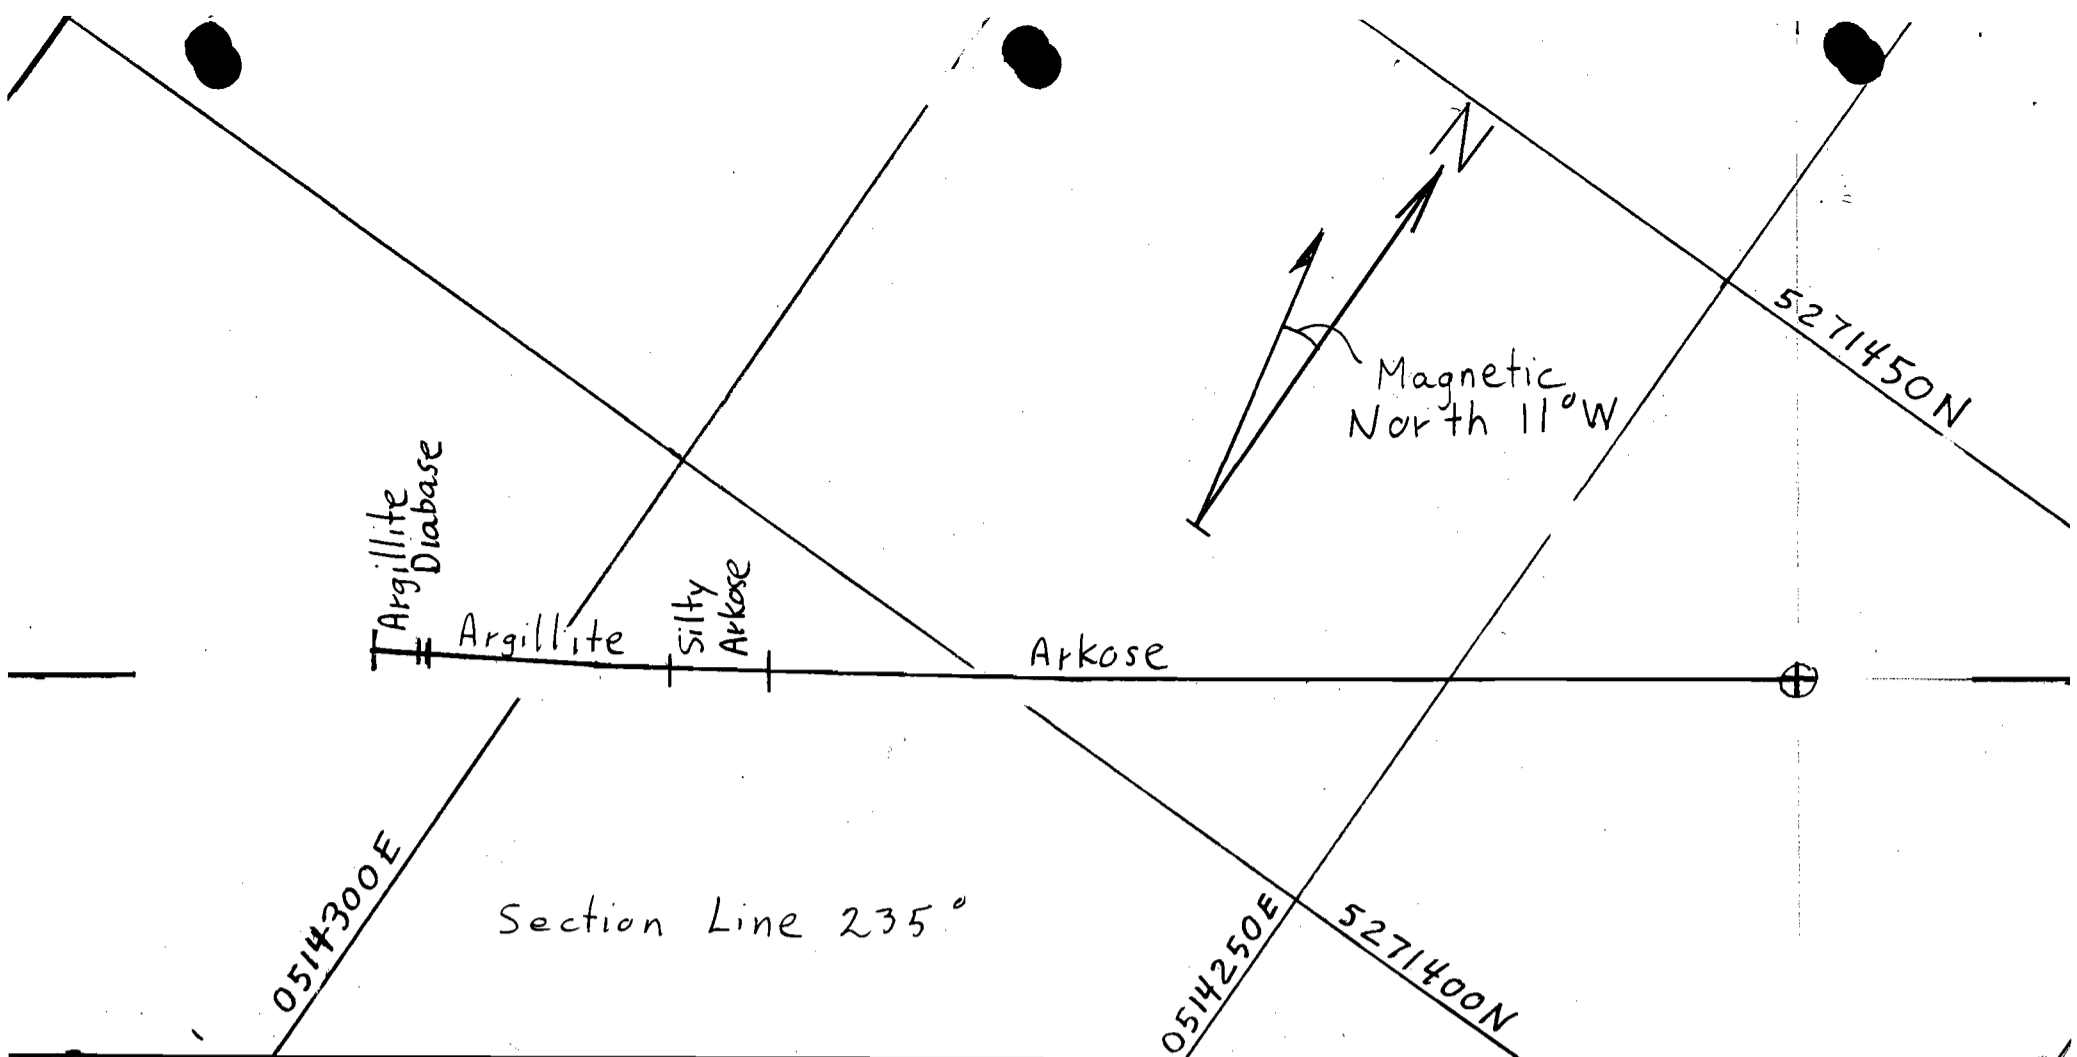 N
5271450N
Magnetic
North 11°W
Argillite
Diabase
Argillite
Silty
Arkose
Arkose
0514300E
Section Line 235°
0514250E
5271400N